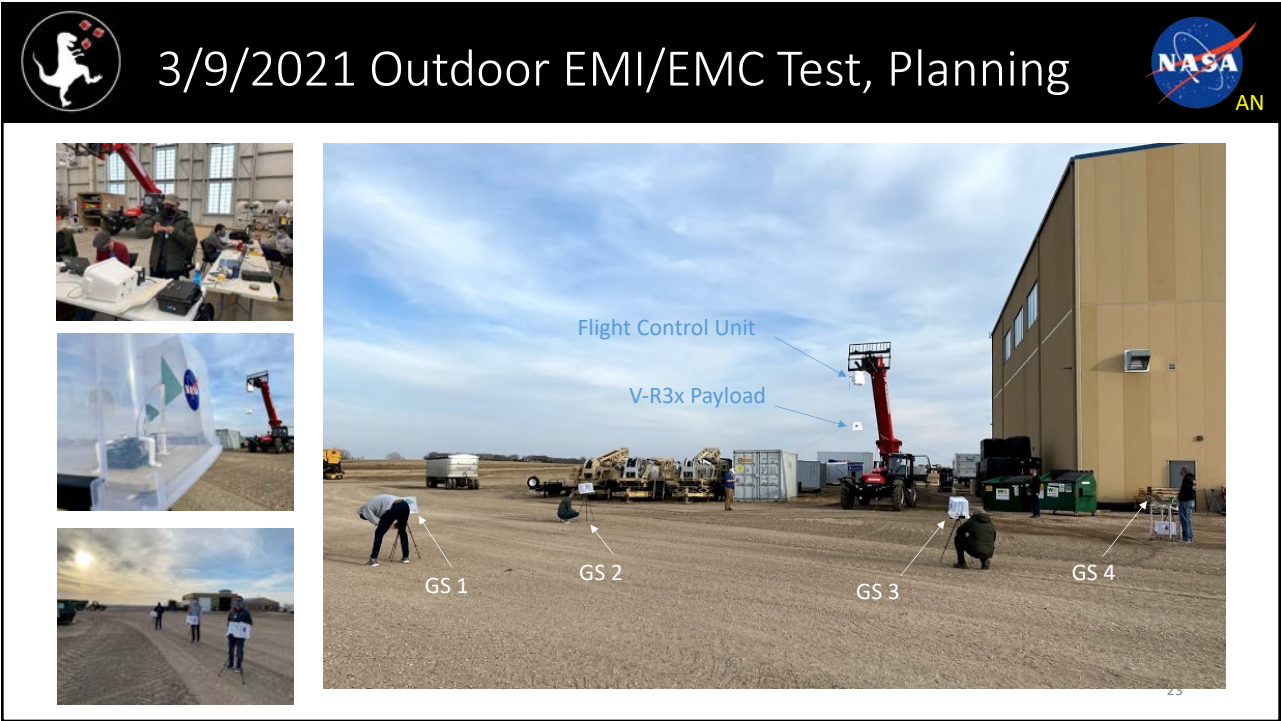 3/9/2021 Outdoor EMI/EMC Test, Planning
NASA
AN
NASA
Flight Control Unit
V-R3x Payload
GS 1
GS 2
GS 3
GS 4
23